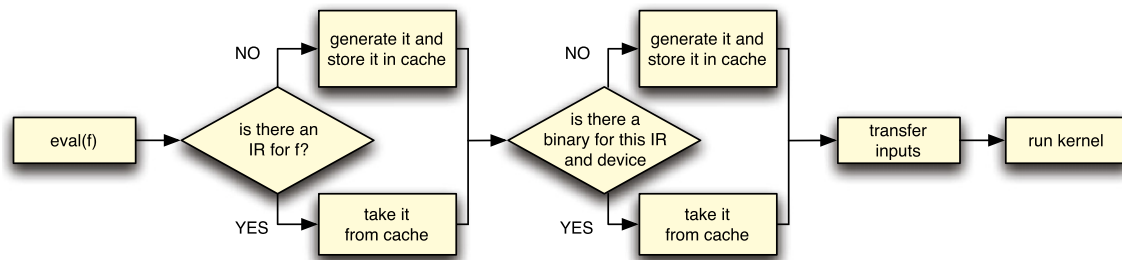 eval(f)
is there an
IR for f?
NO
generate it and
store it in cache
YES
take it
from cache
is there a
binary for this IR
and device
NO
generate it and
store it in cache
YES
take it
from cache
transfer
inputs
run kernel